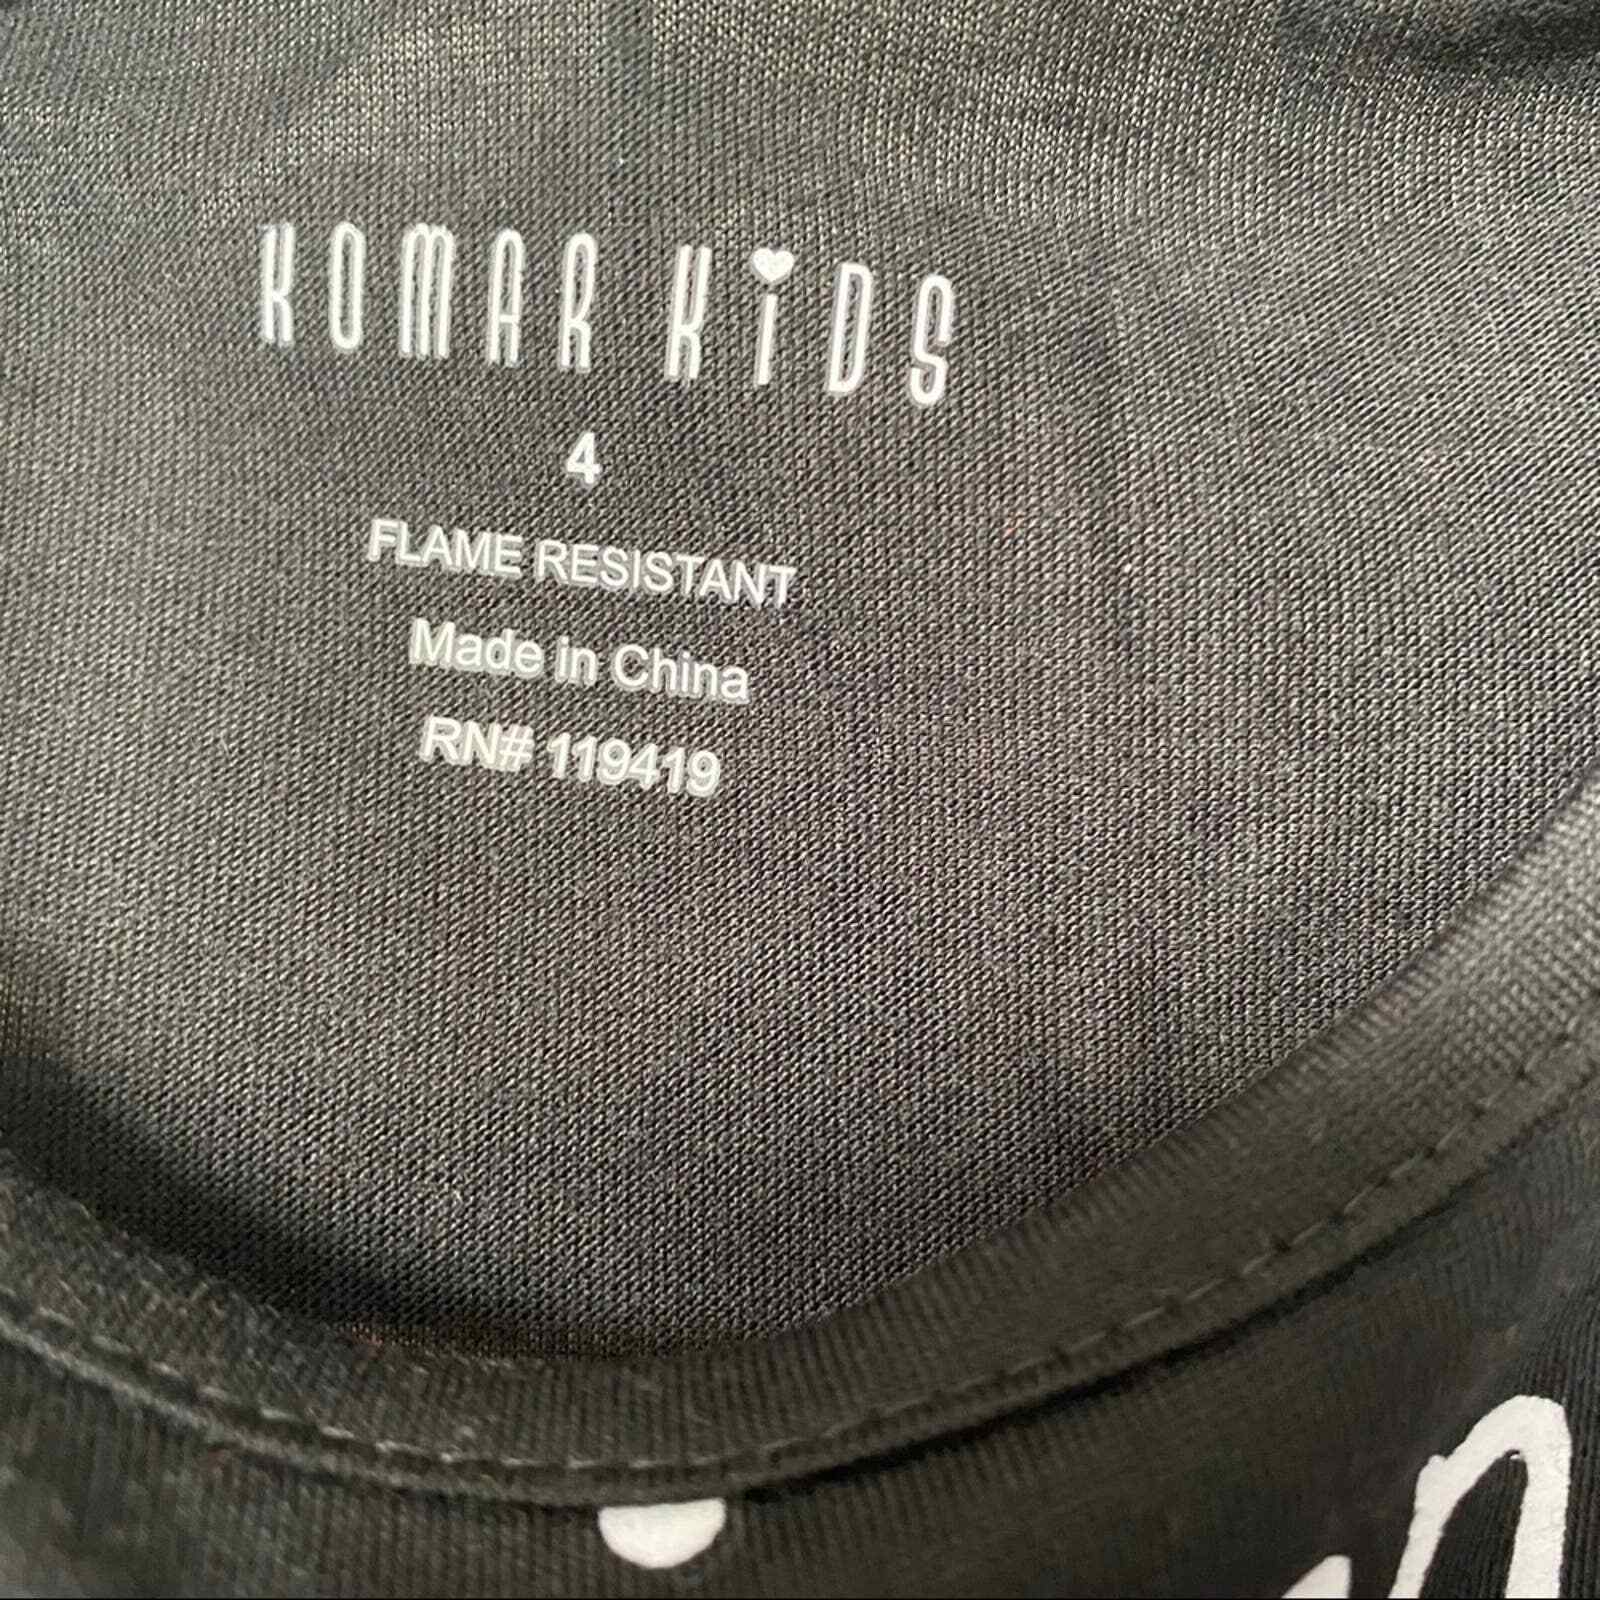 KOMAR KiDS
4
FLAME RESISTANT
Made in China
RN# 119419